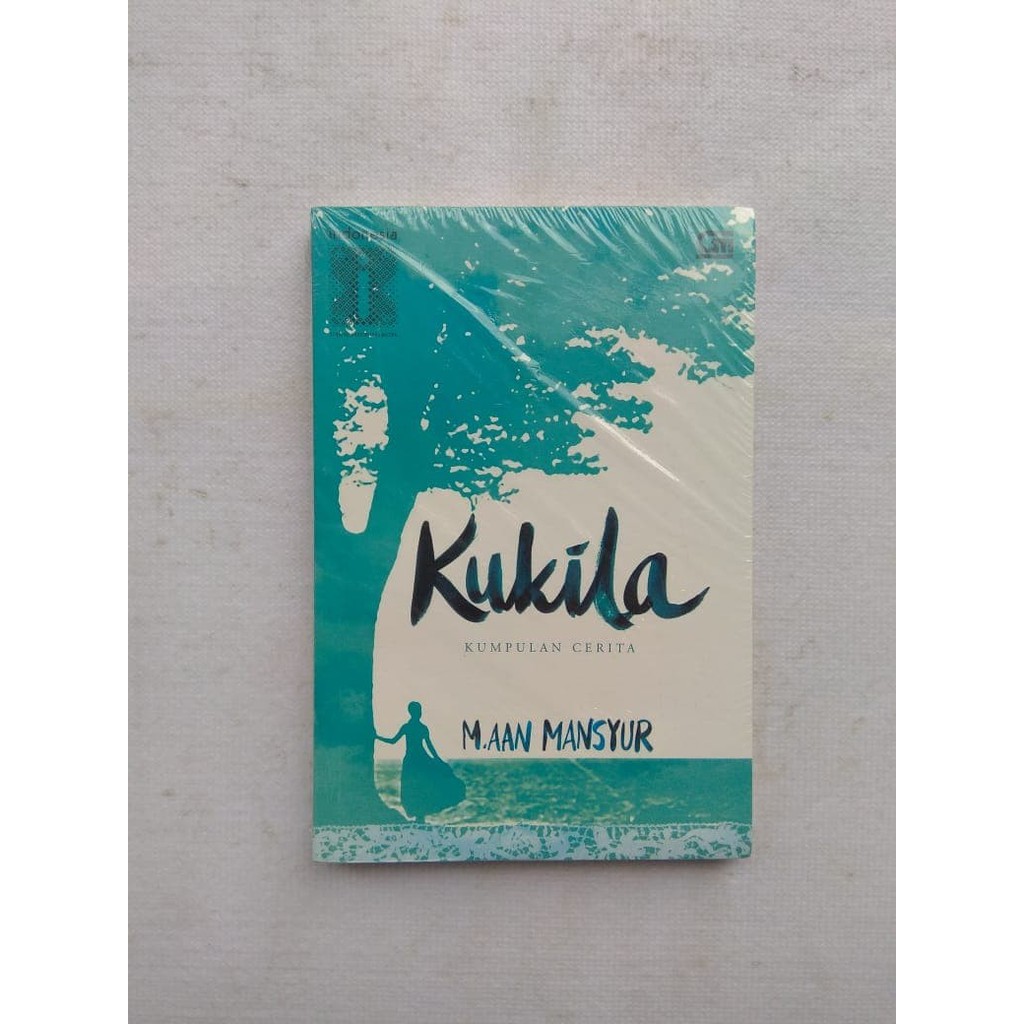 indonesia
Kukila
KUMPULAN CERITA
M.AAN MANSYUR